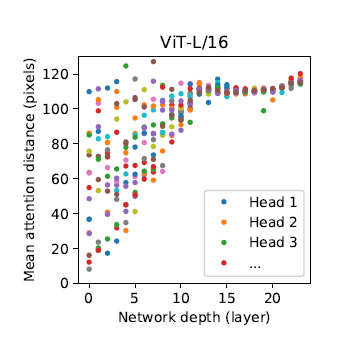 ViT-L/16
Mean attention distance (pixels)
120
100
80
60
40
20
0
0
5
10
15
20
Network depth (layer)
Head 1
Head 2
Head 3
...